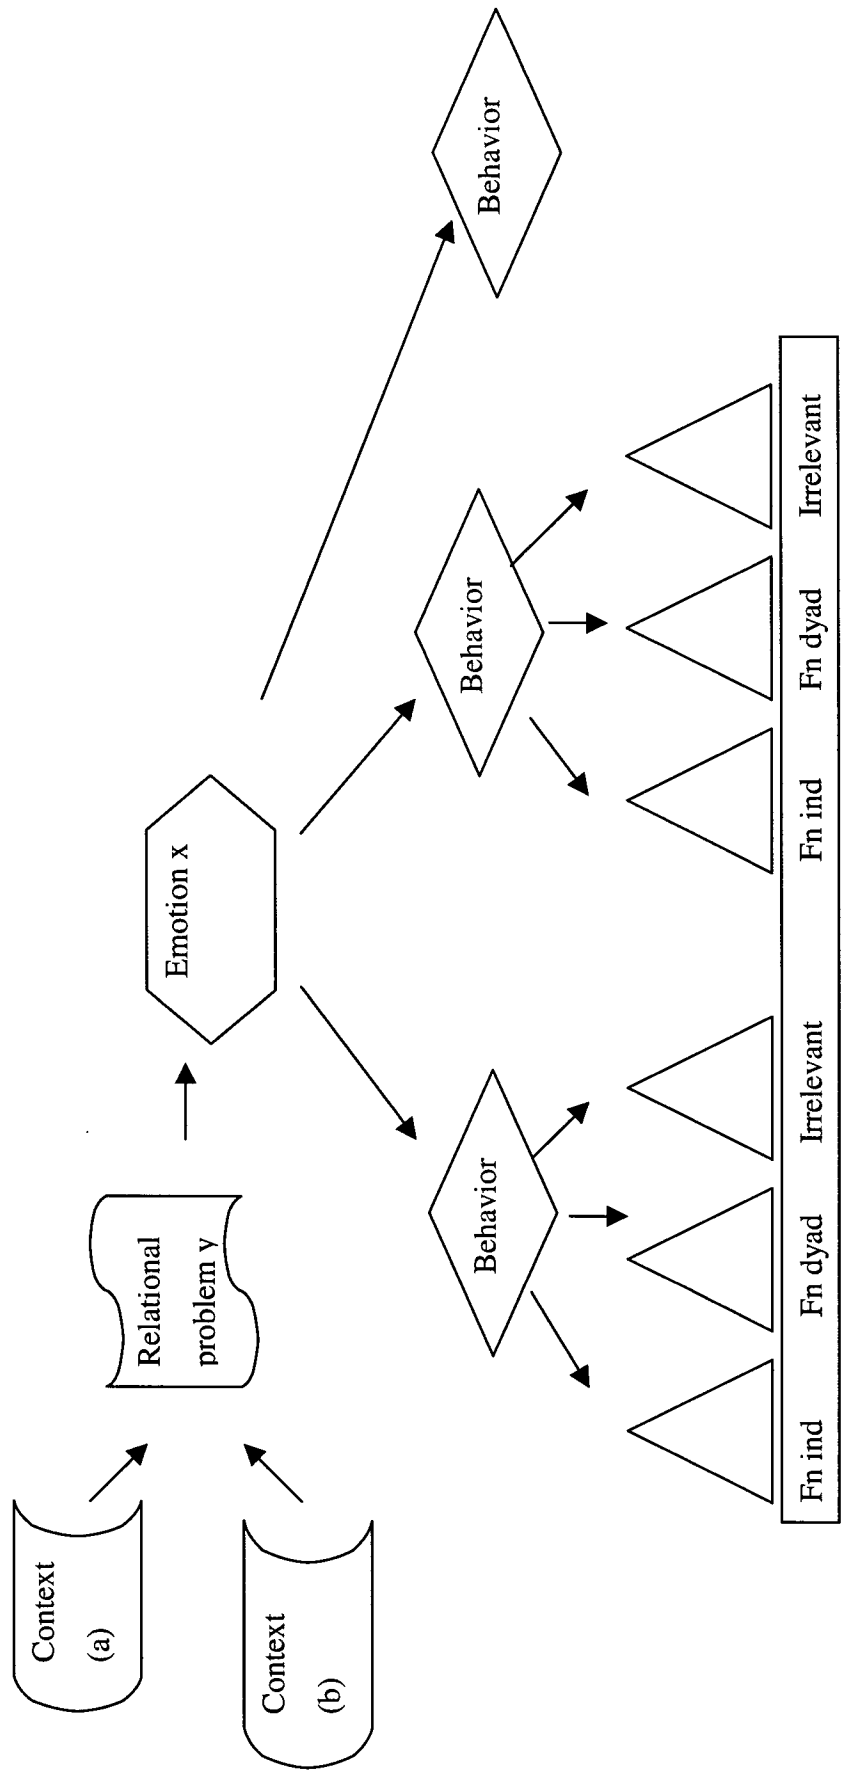 Context
(a)
Context
(b)
Relational
problem y
Emotion x
Behavior
Behavior
Behavior
Fn ind
Fn dyad
Irrelevant
Fn ind
Fn dyad
Irrelevant